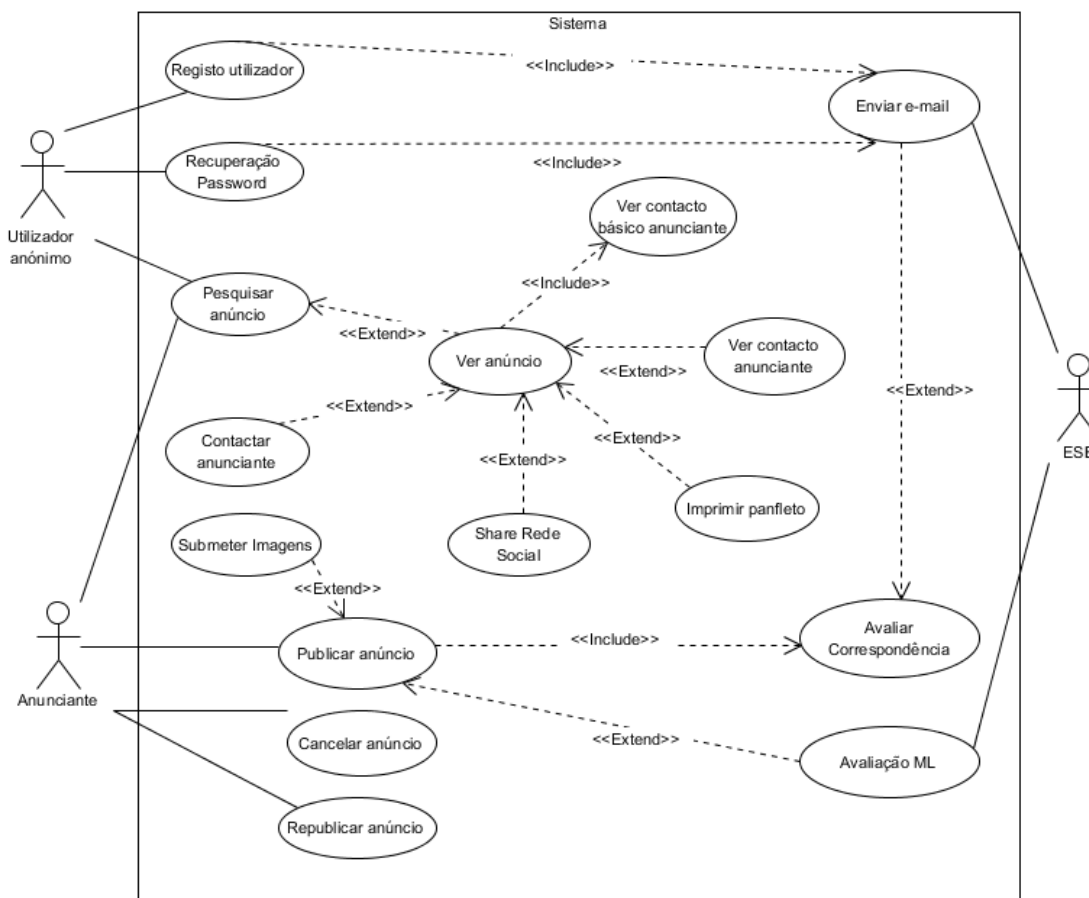 Sistema
Registo utilizador
<<Include>>
Enviar e-mail
Recuperação
Password
<<Include>>
Utilizador
anónimo
Ver contacto
básico anunciante
Pesquisar
anúncio
<<Include>>
<<Extend>>
Ver anúncio
Ver contacto
anunciante
<<Extend>>
<<Extend>>
<<Extend>>
ESE
Contactar
anunciante
<<Extend>>
<<Extend>>
Imprimir panfleto
Share Rede
Social
Submeter Imagens
<<Extend>>
Publicar anúncio
<<Include>>
Avaliar
Correspondência
Anunciante
Cancelar anúncio
<<Extend>>
Avaliação ML
Republicar anúncio